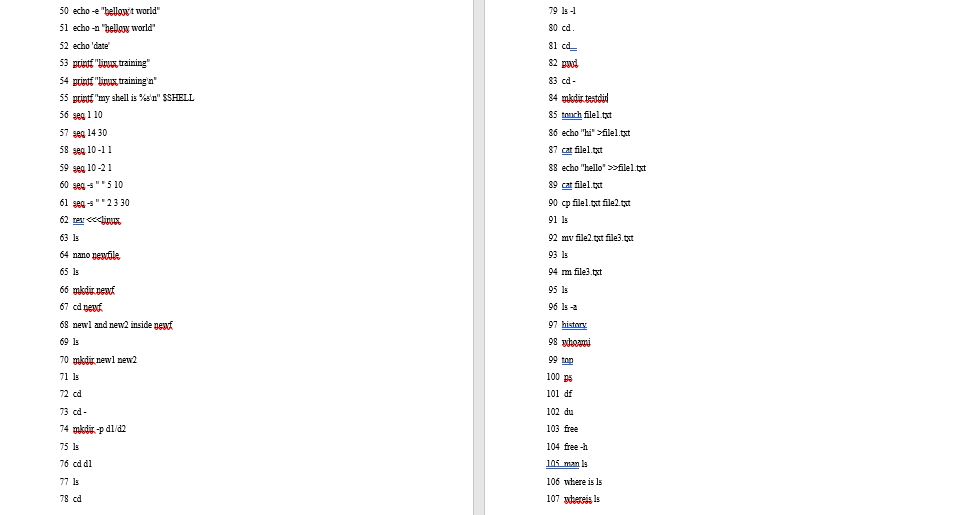 50 echo -e "hellow\t world"
51 echo -n "hellow world"
52 echo 'date'
53 printf "linux training"
54 printf "linux training\n"
55 printf "my shell is %s\n" $SHELL
56 seq 1 10
57 seq 14 30
58 seq 10 -1 1
59 seq 10 -2 1
60 seq -s " " 5 10
61 seq -s " " 2 3 30
62 rev <<<linux
63 ls
64 nano newfile
65 ls
66 mkdir newf
67 cd newf
68 new1 and new2 inside newf
69 ls
70 mkdir new1 new2
71 ls
72 cd
73 cd -
74 mkdir -p d1/d2
75 ls
76 cd d1
77 ls
78 cd
79 ls -l
80 cd .
81 cd ..
82 pwd
83 cd -
84 mkdir testdir
85 touch file1.txt
86 echo "hi" >file1.txt
87 cat file1.txt
88 echo "hello" >>file1.txt
89 cat file1.txt
90 cp file1.txt file2.txt
91 ls
92 mv file2.txt file3.txt
93 ls
94 rm file3.txt
95 ls
96 ls -a
97 history
98 whoami
99 top
100 ps
101 df
102 du
103 free
104 free -h
105 man ls
106 where is ls
107 whereis ls